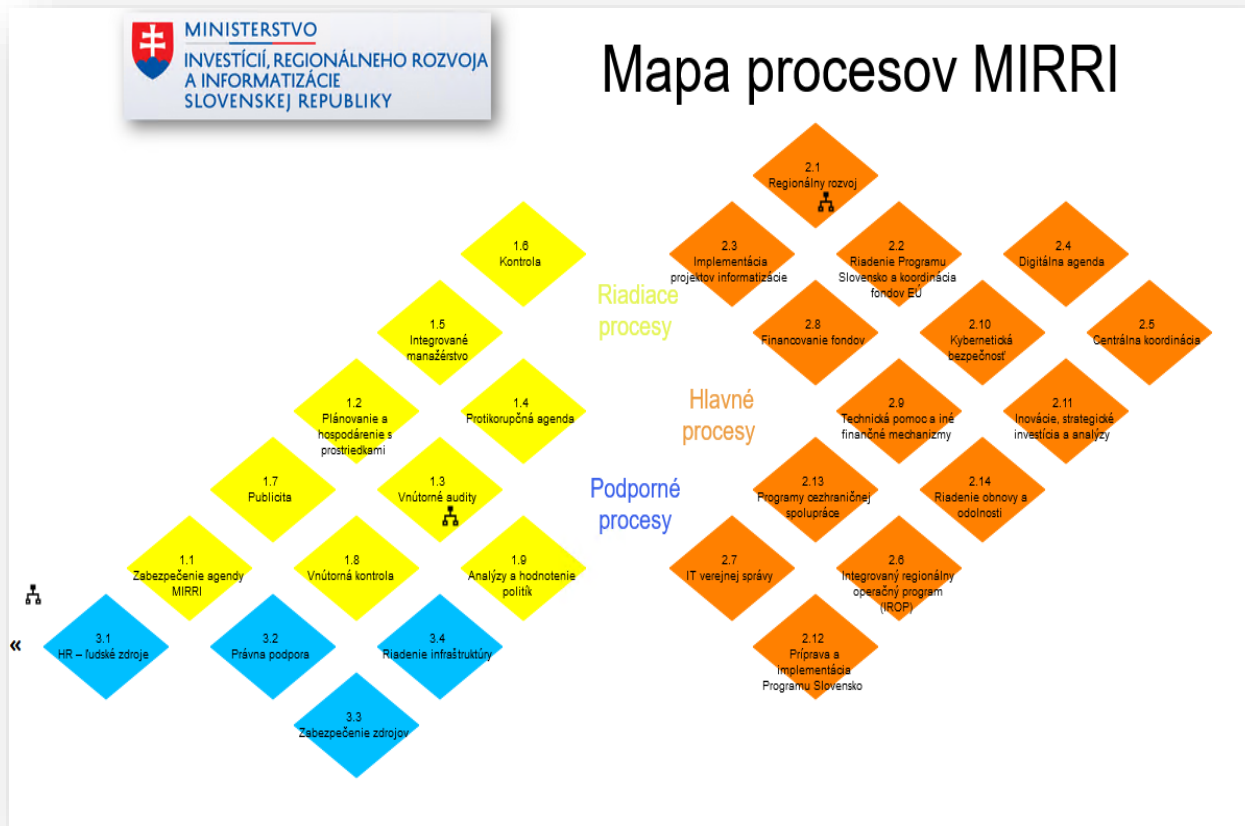 MINISTERSTVO
INVESTÍCIÍ, REGIONÁLNEHO ROZVOJA
A INFORMATIZÁCIE
SLOVENSKEJ REPUBLIKY
Mapa procesov MIRRI
2.1
Regionálny rozvoj
1.6
Kontrola
2.3
Implementácia
projektov informatizácie
2.2
Riadenie Programu
Slovensko a koordinácia
fondov EÚ
2.4
Digitálna agenda
Riadiace
procesy
1.5
Integrované
manažérstvo
2.8
Financovanie fondov
2.10
Kybernetická
bezpečnosť
2.5
Centrálna koordinácia
1.2
Plánovanie a
hospodárenie s
prostriedkami
1.4
Protikorupčná agenda
Hlavné
procesy
2.9
Technická pomoc a iné
finančné mechanizmy
2.11
Inovácie, strategické
investícia a analýzy
1.7
Publicita
1.3
Vnútorné audity
Podporné
procesy
2.13
Programy cezhraničnej
spolupráce
2.14
Riadenie obnovy a
odolnosti
1.1
Zabezpečenie agendy
MIRRI
1.8
Vnútorná kontrola
1.9
Analýzy a hodnotenie
politík
2.7
IT verejnej správy
2.6
Integrovaný regionálny
operačný program
(IROP)
«
3.1
HR – ľudské zdroje
3.2
Právna podpora
3.4
Riadenie infraštruktúry
2.12
Príprava a
implementácia
Programu Slovensko
3.3
Zabezpečenie zdrojov